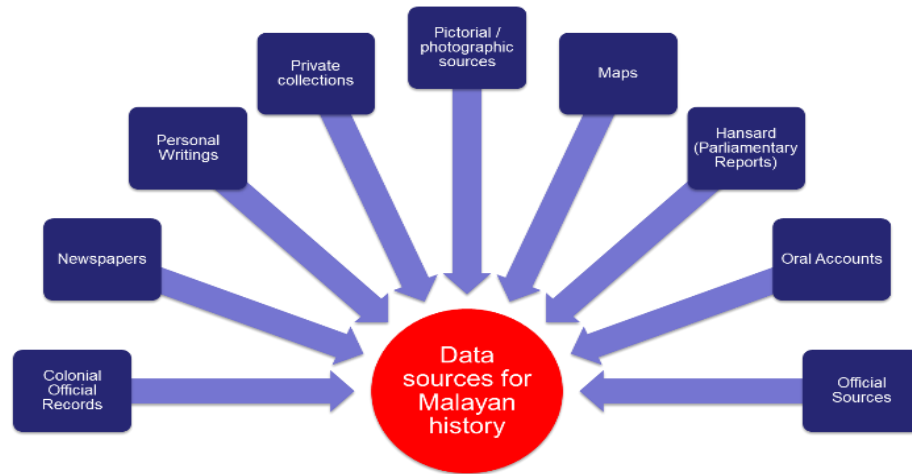 Colonial
Official
Records
Newspapers
Personal
Writings
Private
collections
Pictorial /
photographic
sources
Maps
Hansard
(Parliamentary
Reports)
Oral Accounts
Official
Sources
Data
sources for
Malayan
history